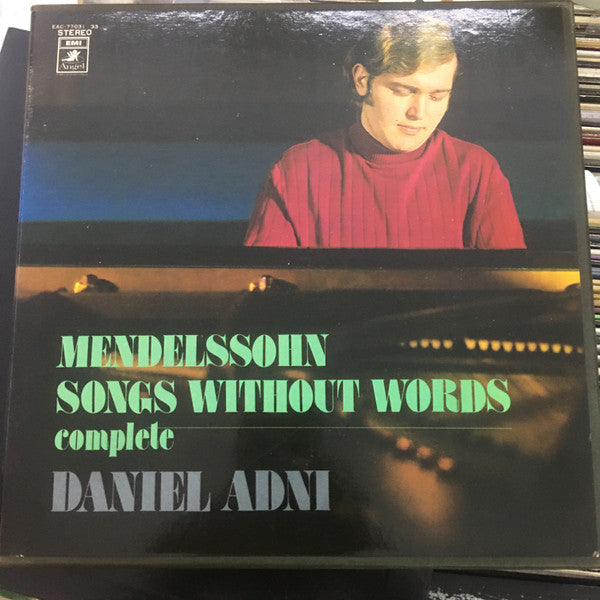 EAC-77031 33
STEREO
EMI
Angel
MENDELSSOHN
SONGS WITHOUT WORDS
complete
DANIEL ADNI